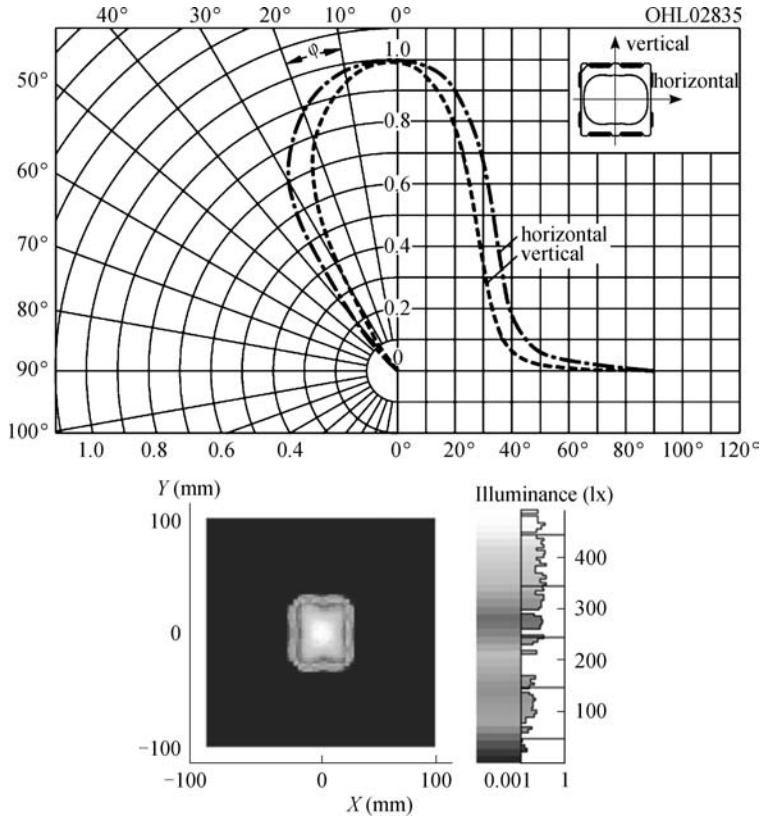 40° 30° 20° 10° 0° OHL02835
φ
1.0
vertical
horizontal
50°
0.8
60°
0.6
70°
horizontal
0.4
vertical
80°
0.2
0
90°
100°
1.0 0.8 0.6 0.4 0° 20° 40° 60° 80° 100° 120°
Y (mm) Illuminance (lx)
100
400
300
0
200
100
−100
−100 0 100 0.001 1
X (mm)